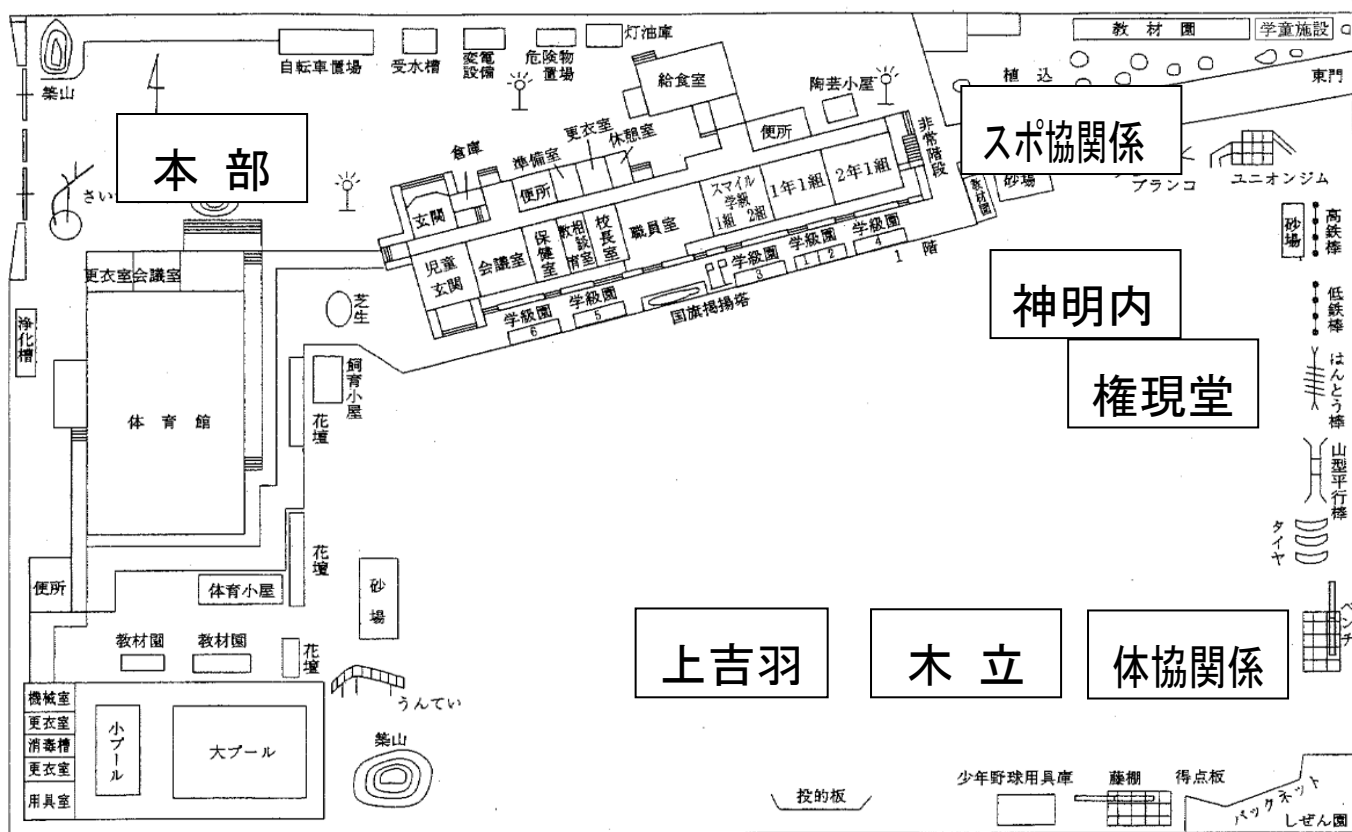 教材園
学童施設
灯油庫
自転車置場
受水槽
変電設備
危険物置場
築山
給食室
植込
東門
陶芸小屋
本部
スポ協関係
更衣室
休憩室
倉庫
準備室
便所
便所
非常階段
さい
玄関
スマイル学級
1組 2組
1年1組
2年1組
教材園
砂場
ブランコ
ユニオンジム
児童玄関
会議室
保健室
教育相談室
校長室
職員室
学級園
3
学級園
1 2
学級園
4
1階
砂場
高鉄棒
更衣室
会議室
芝生
学級園
6
学級園
5
国旗掲揚塔
神明内
低鉄棒
浄化槽
飼育小屋
権現堂
はんとう棒
体育館
花壇
山型平行棒
タイヤ
花壇
便所
体育小屋
砂場
上吉羽
木立
体協関係
ベンチ
教材園
教材園
花壇
うんてい
機械室
更衣室
消毒槽
更衣室
用具室
小プール
大プール
築山
投的板
少年野球用具庫
藤棚
得点板
バックネット
しぜん園